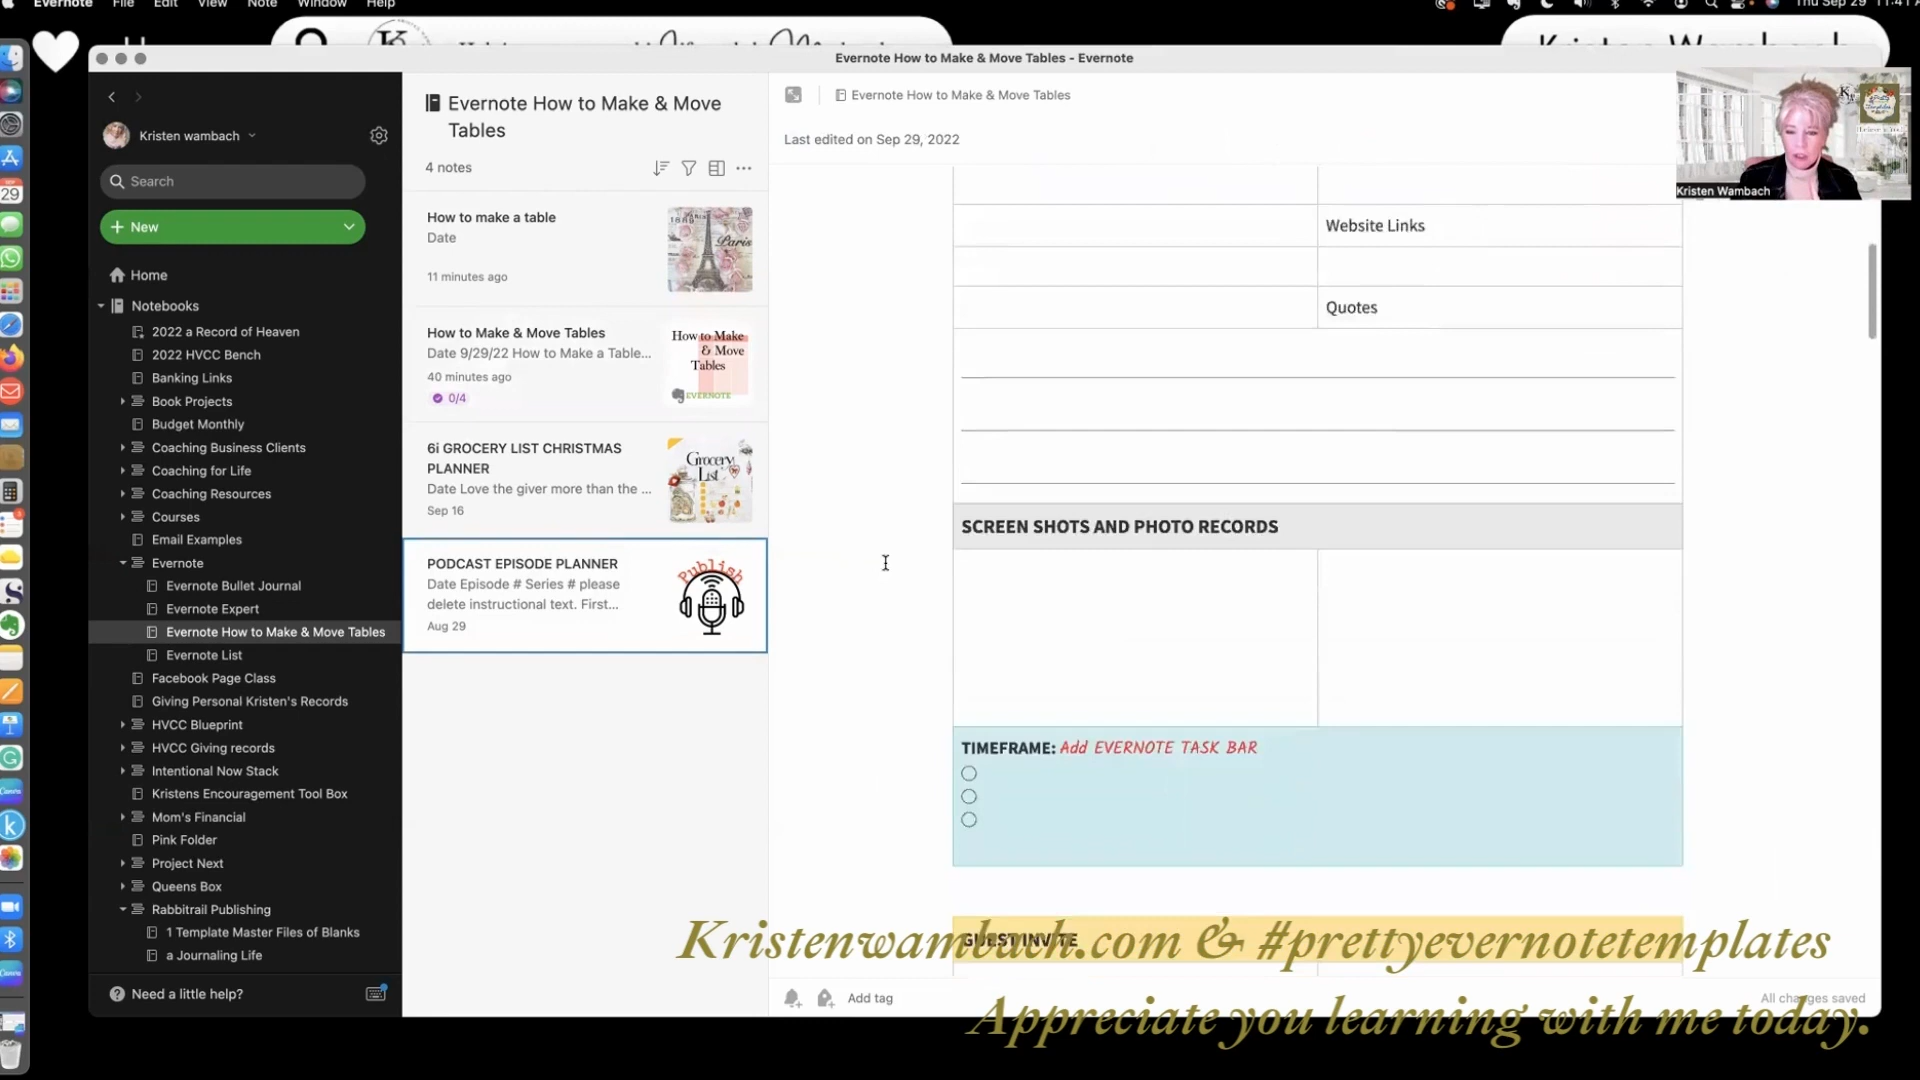 Evernote File Edit View Note Window Help
Thu Sep 29 11:41
Evernote How to Make & Move Tables - Evernote
Kristen wambach
Search
New
Home
Notebooks
2022 a Record of Heaven
2022 HVCC Bench
Banking Links
Book Projects
Budget Monthly
Coaching Business Clients
Coaching for Life
Coaching Resources
Courses
Email Examples
Evernote
Evernote Bullet Journal
Evernote Expert
Evernote How to Make & Move Tables
Evernote List
Facebook Page Class
Giving Personal Kristen's Records
HVCC Blueprint
HVCC Giving records
Intentional Now Stack
Kristens Encouragement Tool Box
Mom's Financial
Pink Folder
Project Next
Queens Box
Rabbitrail Publishing
1 Template Master Files of Blanks
a Journaling Life
Need a little help?
Evernote How to Make & Move
Tables
4 notes
How to make a table
Date
11 minutes ago
Paris
How to Make & Move Tables
Date 9/29/22 How to Make a Table...
40 minutes ago
0/4
How to Make
& Move
Tables
EVERNOTE
6i GROCERY LIST CHRISTMAS
PLANNER
Date Love the giver more than the ...
Sep 16
Grocery
List
PODCAST EPISODE PLANNER
Date Episode # Series # please
delete instructional text. First...
Aug 29
Publish
Evernote How to Make & Move Tables
Last edited on Sep 29, 2022
Kristen Wambach
Website Links
Quotes
SCREEN SHOTS AND PHOTO RECORDS
TIMEFRAME: Add EVERNOTE TASK BAR
GUEST INVITE
Kristenwambach.com & #prettyevernotetemplates
Add tag
All changes saved
Appreciate you learning with me today.